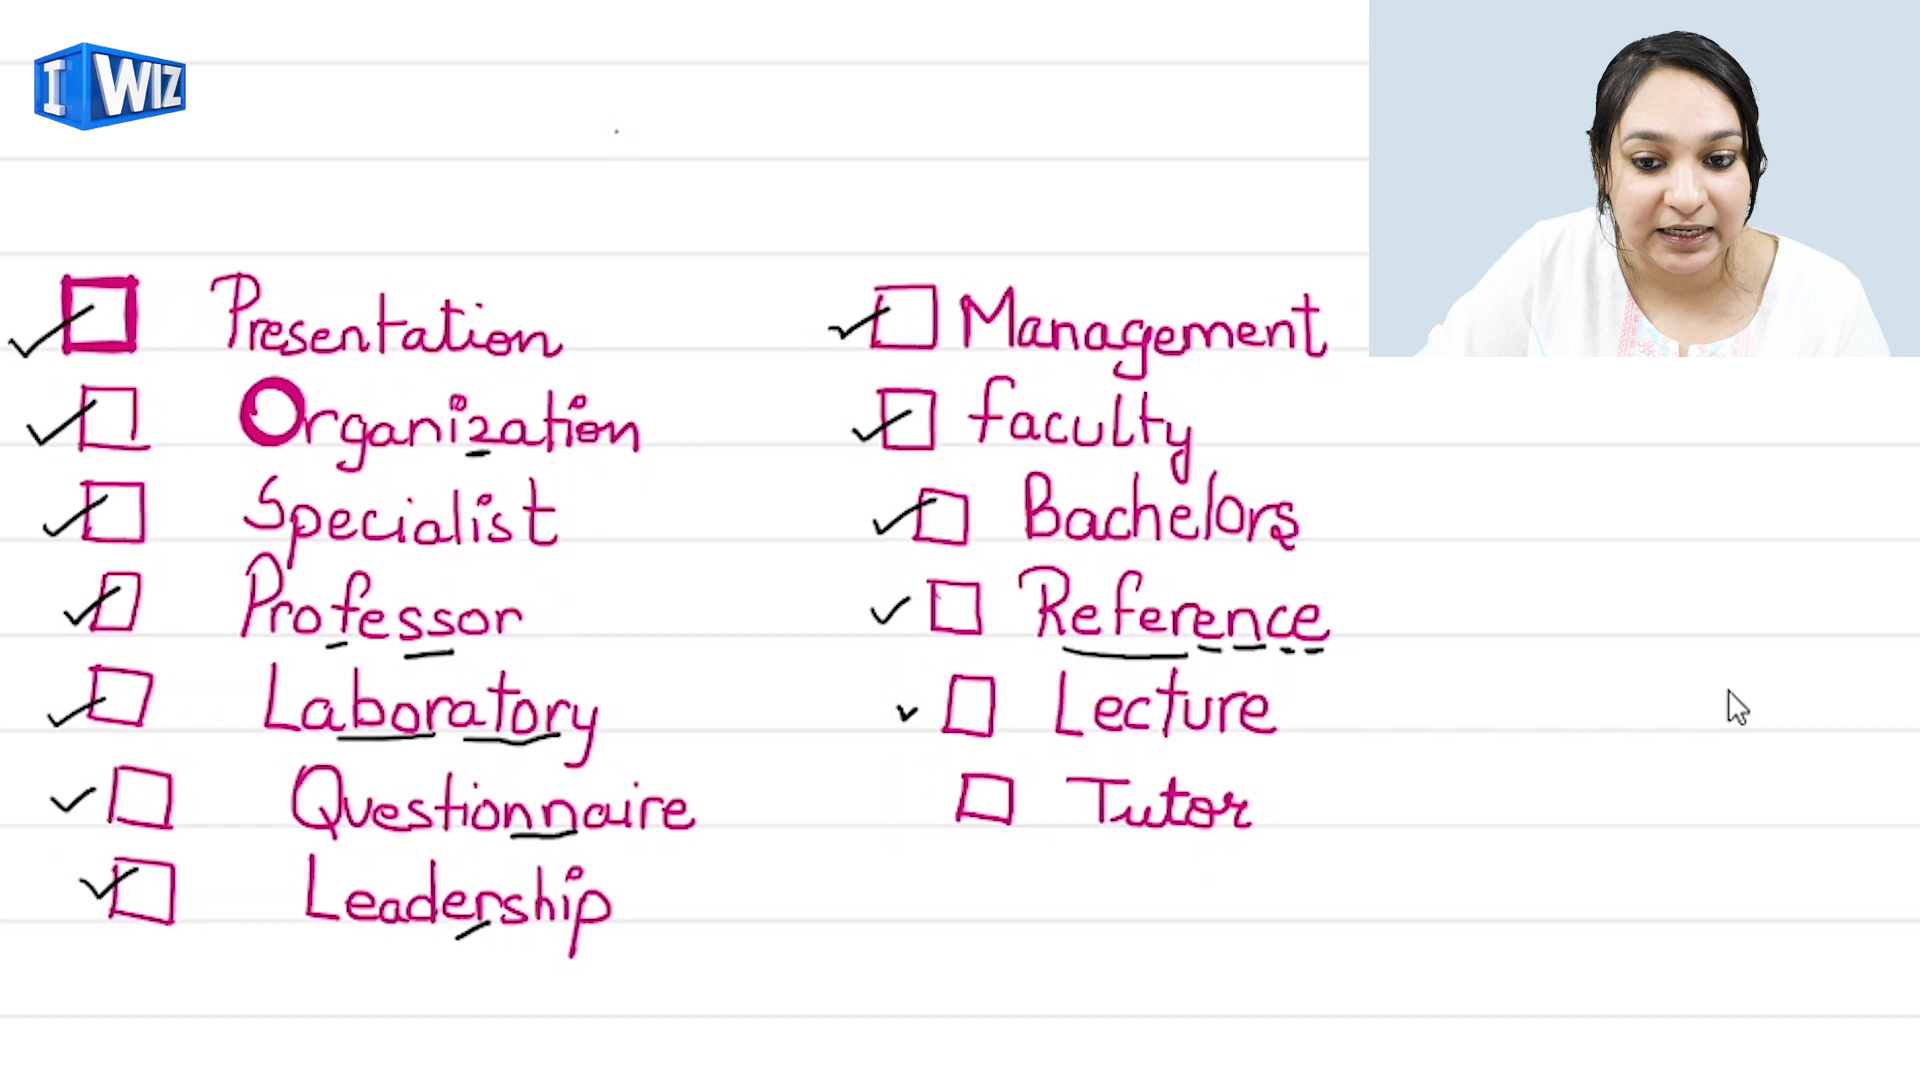 I WIZ
Presentation
Organization
Specialist
Professor
Laboratory
Questionnaire
Leadership
Management
faculty
Bachelors
Reference
Lecture
Tutor